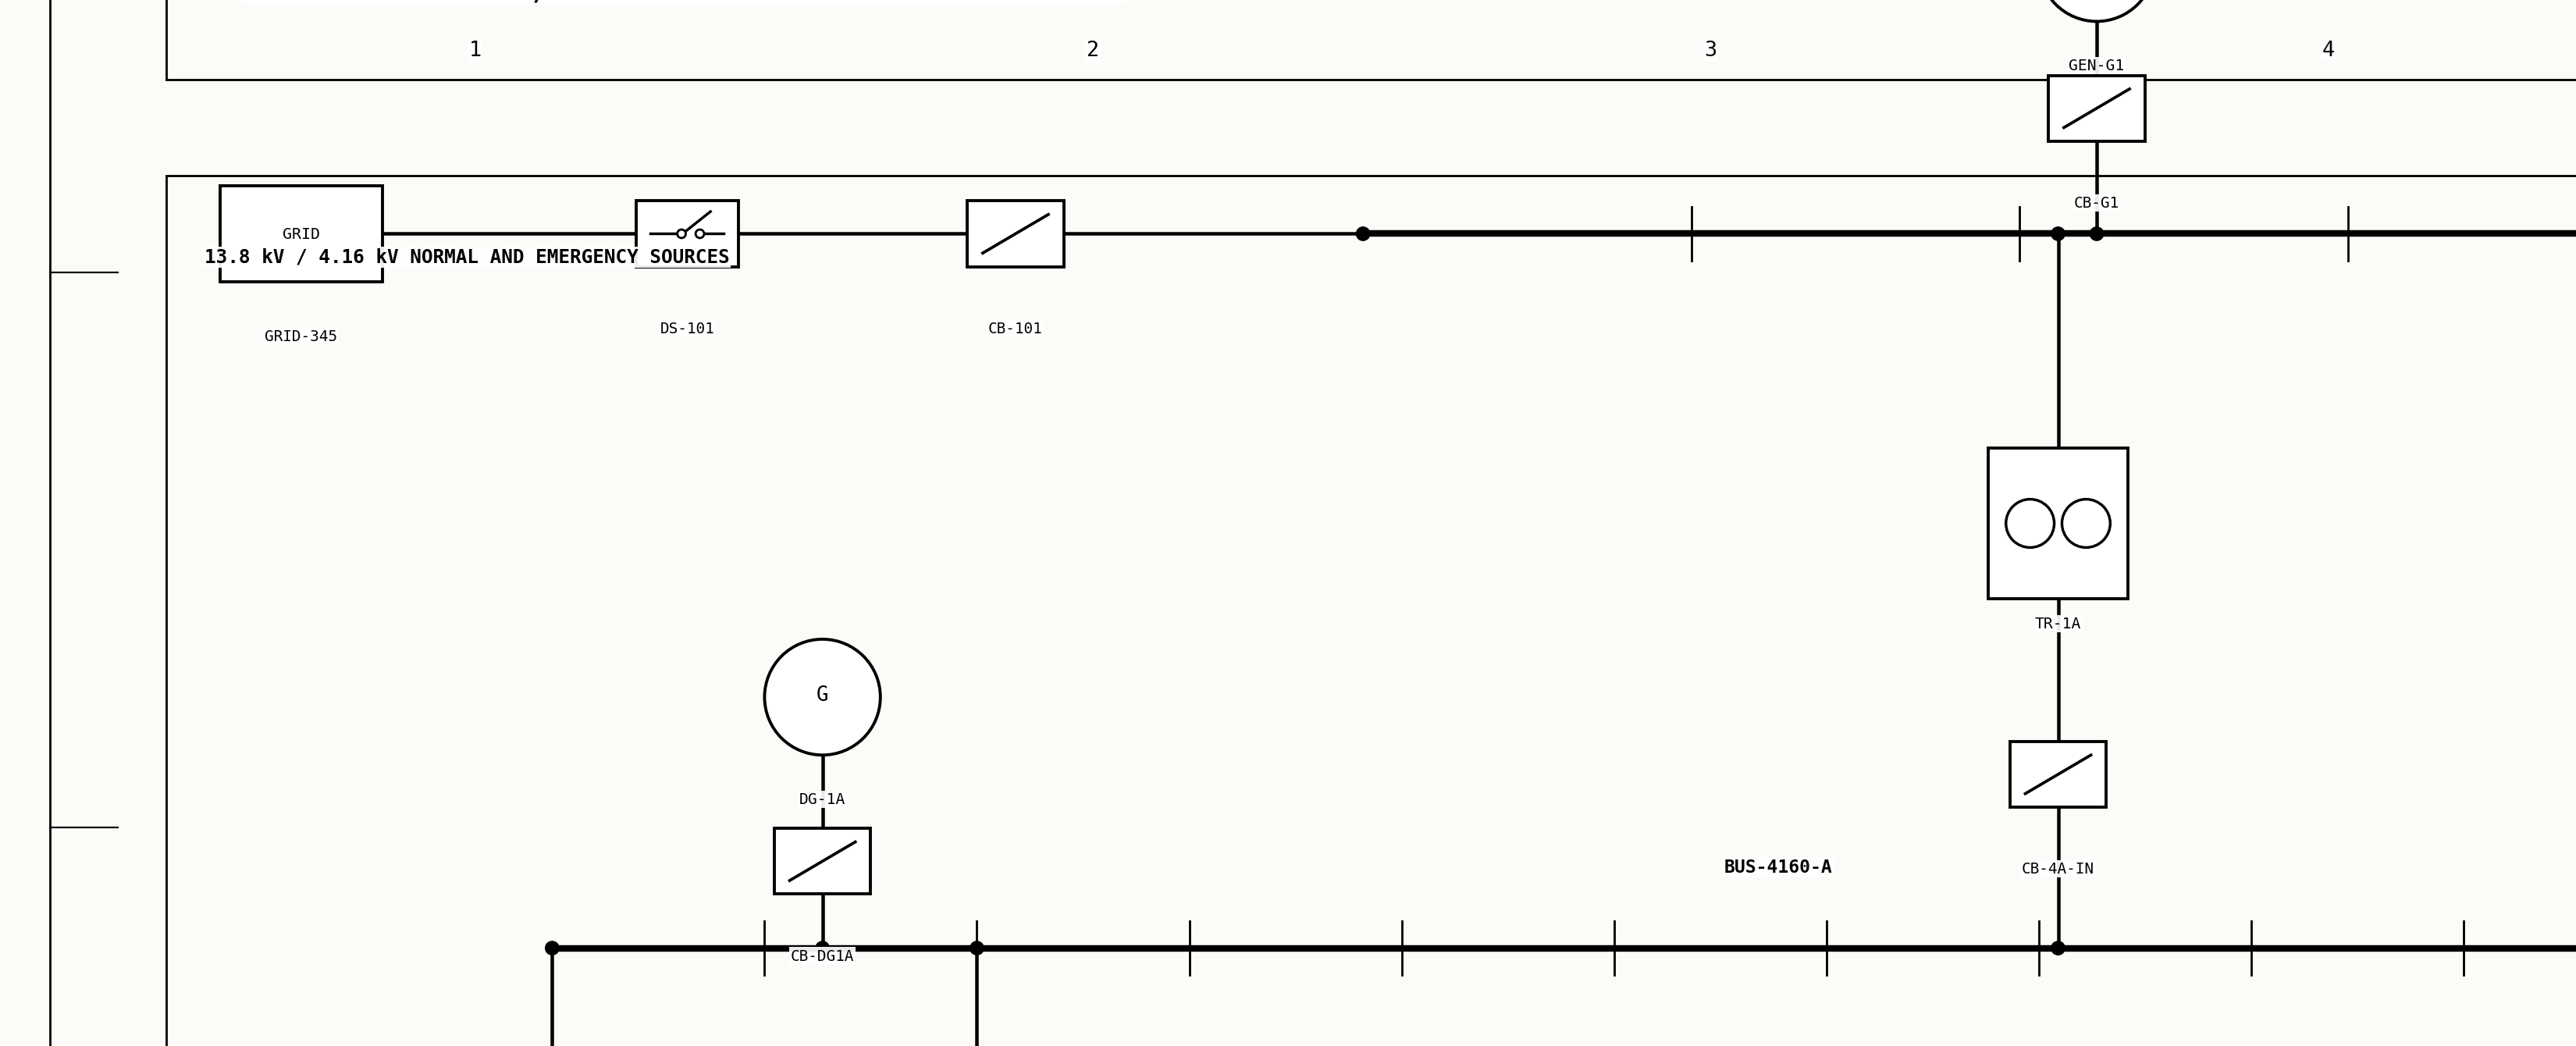 1 2 3 4
GEN-G1
CB-G1
GRID
13.8 kV / 4.16 kV NORMAL AND EMERGENCY SOURCES
GRID-345
DS-101
CB-101
TR-1A
G
DG-1A
BUS-4160-A
CB-4A-IN
CB-DG1A